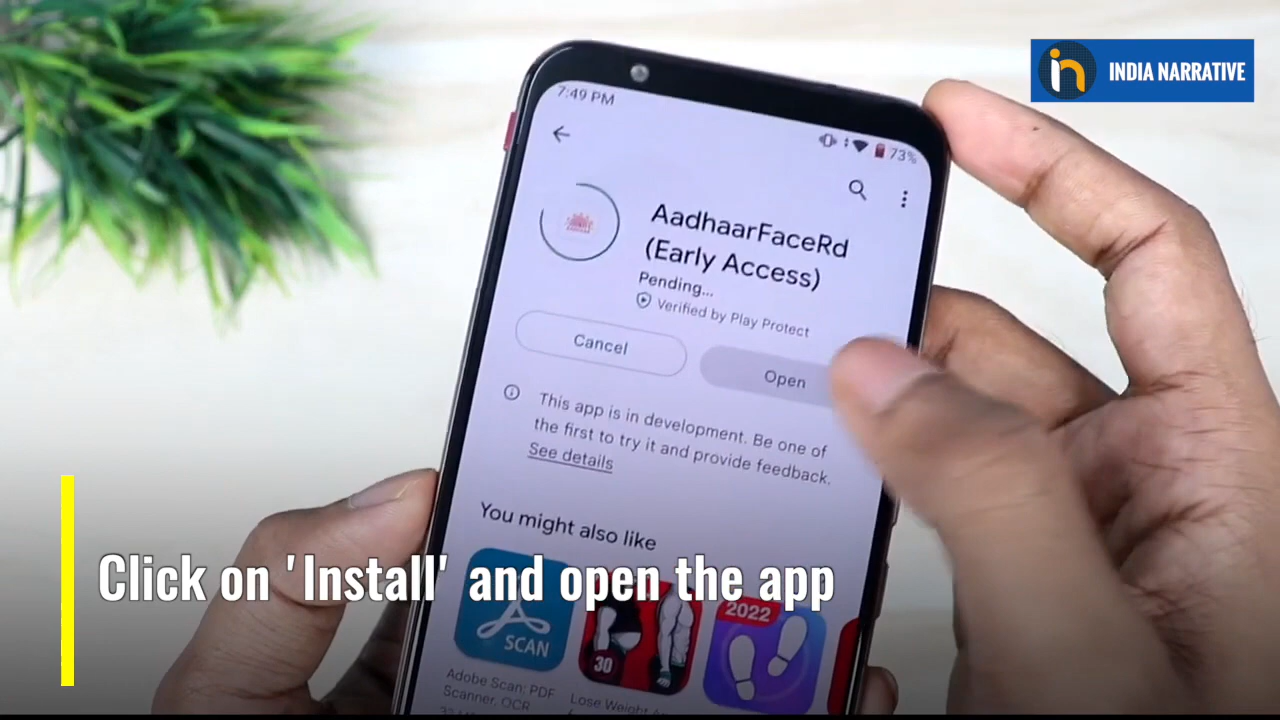 INDIA NARRATIVE
7:49 PM
73%
AadhaarFaceRd
(Early Access)
Pending...
Verified by Play Protect
Cancel
Open
This app is in development. Be one of
the first to try it and provide feedback.
See details
You might also like
Click on 'Install' and open the app
SCAN
30
2022
Adobe Scan: PDF
Scanner, OCR
Lose Weight